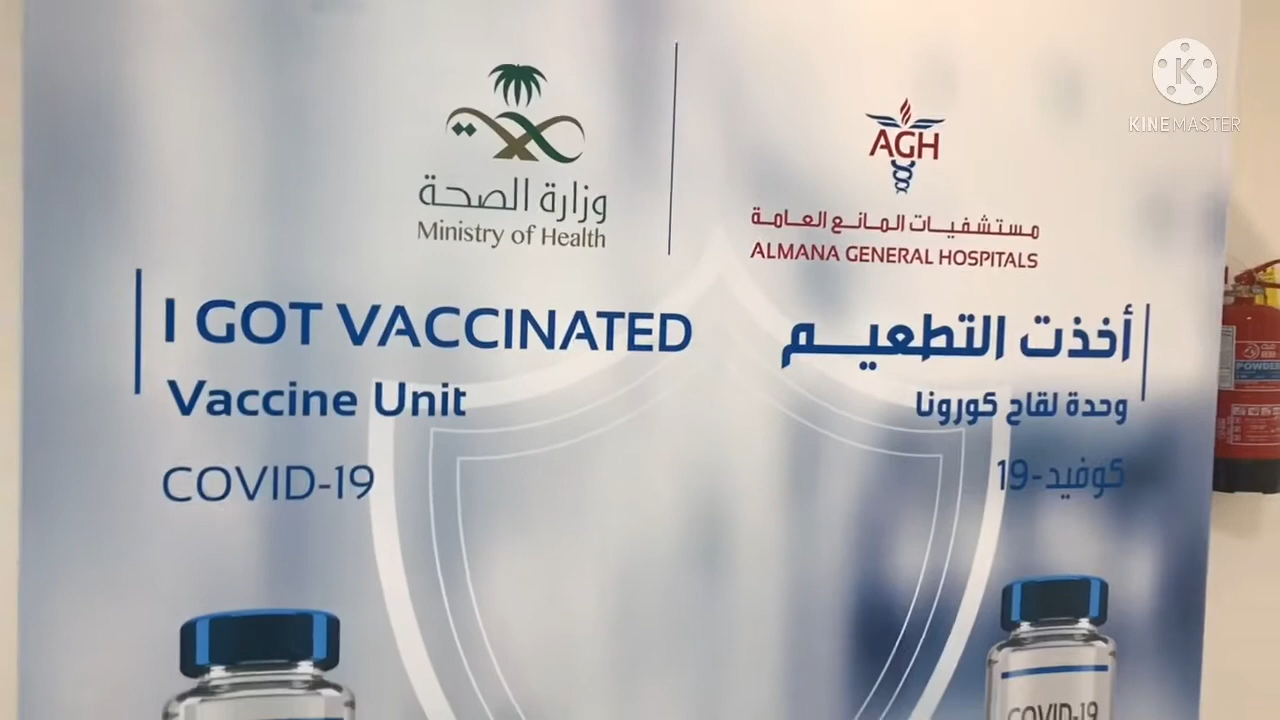 KINEMASTER
وزارة الصحة
Ministry of Health
AGH
مستشفيات المانع العامة
ALMANA GENERAL HOSPITALS
I GOT VACCINATED
Vaccine Unit
COVID-19
أخذت التطعيم
وحدة لقاح كورونا
كوفيد-19
POWDER
COVID-19